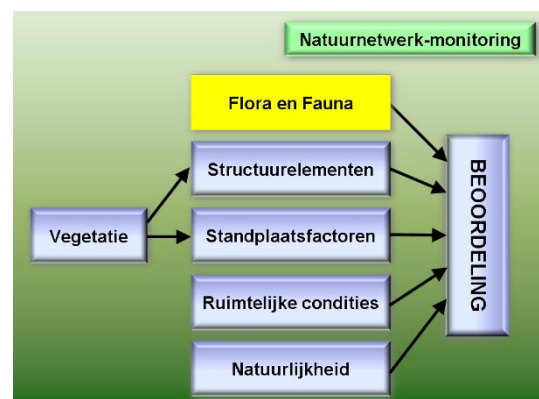 Natuurnetwerk-monitoring
Flora en Fauna
Structuurelementen
Vegetatie
Standplaatsfactoren
Ruimtelijke condities
Natuurlijkheid
BEOORDELING